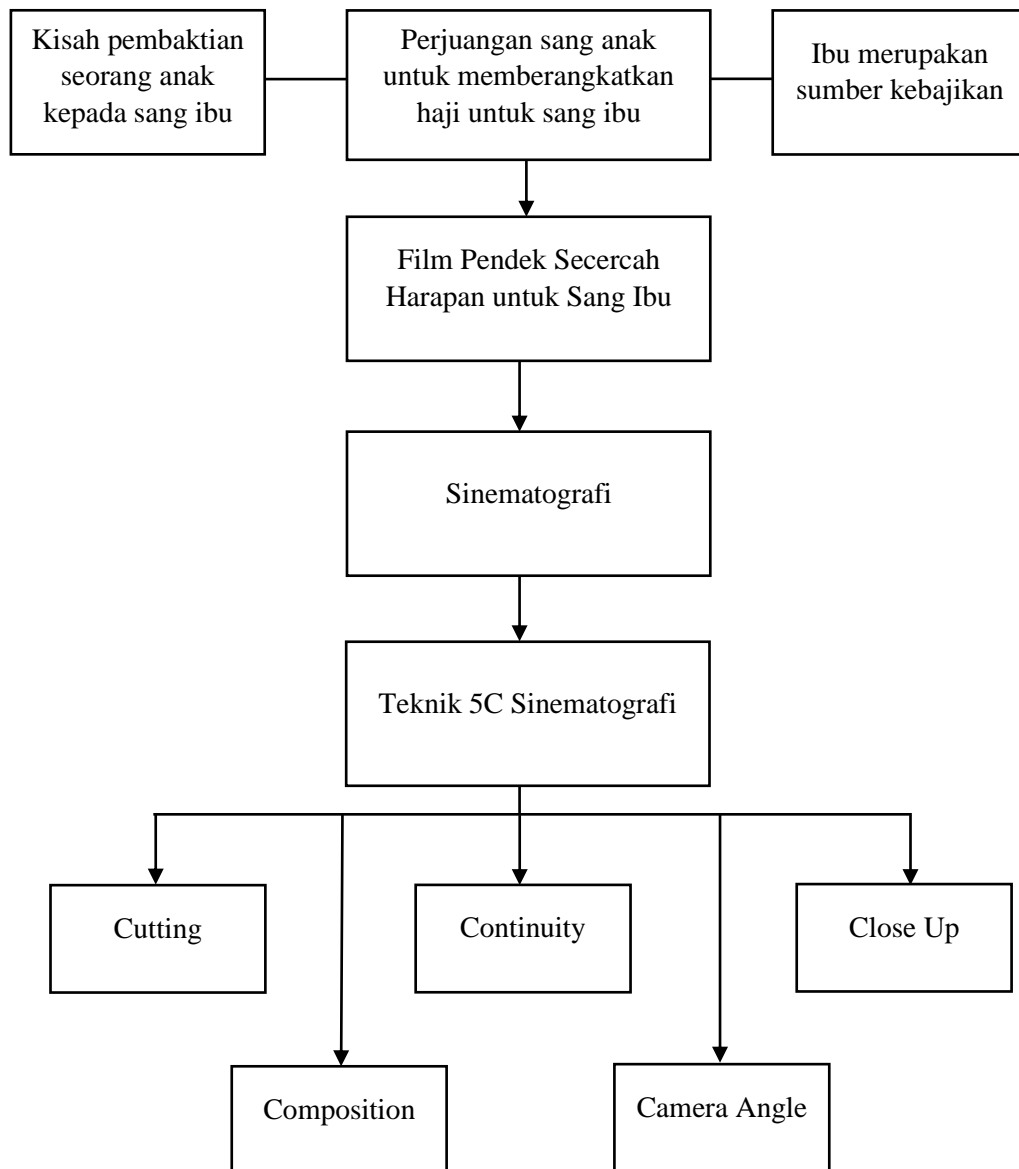 Kisah pembaktian
seorang anak
kepada sang ibu
Perjuangan sang anak
untuk memberangkatkan
haji untuk sang ibu
Ibu merupakan
sumber kebajikan
Film Pendek Secercah
Harapan untuk Sang Ibu
Sinematografi
Teknik 5C Sinematografi
Cutting
Continuity
Close Up
Composition
Camera Angle